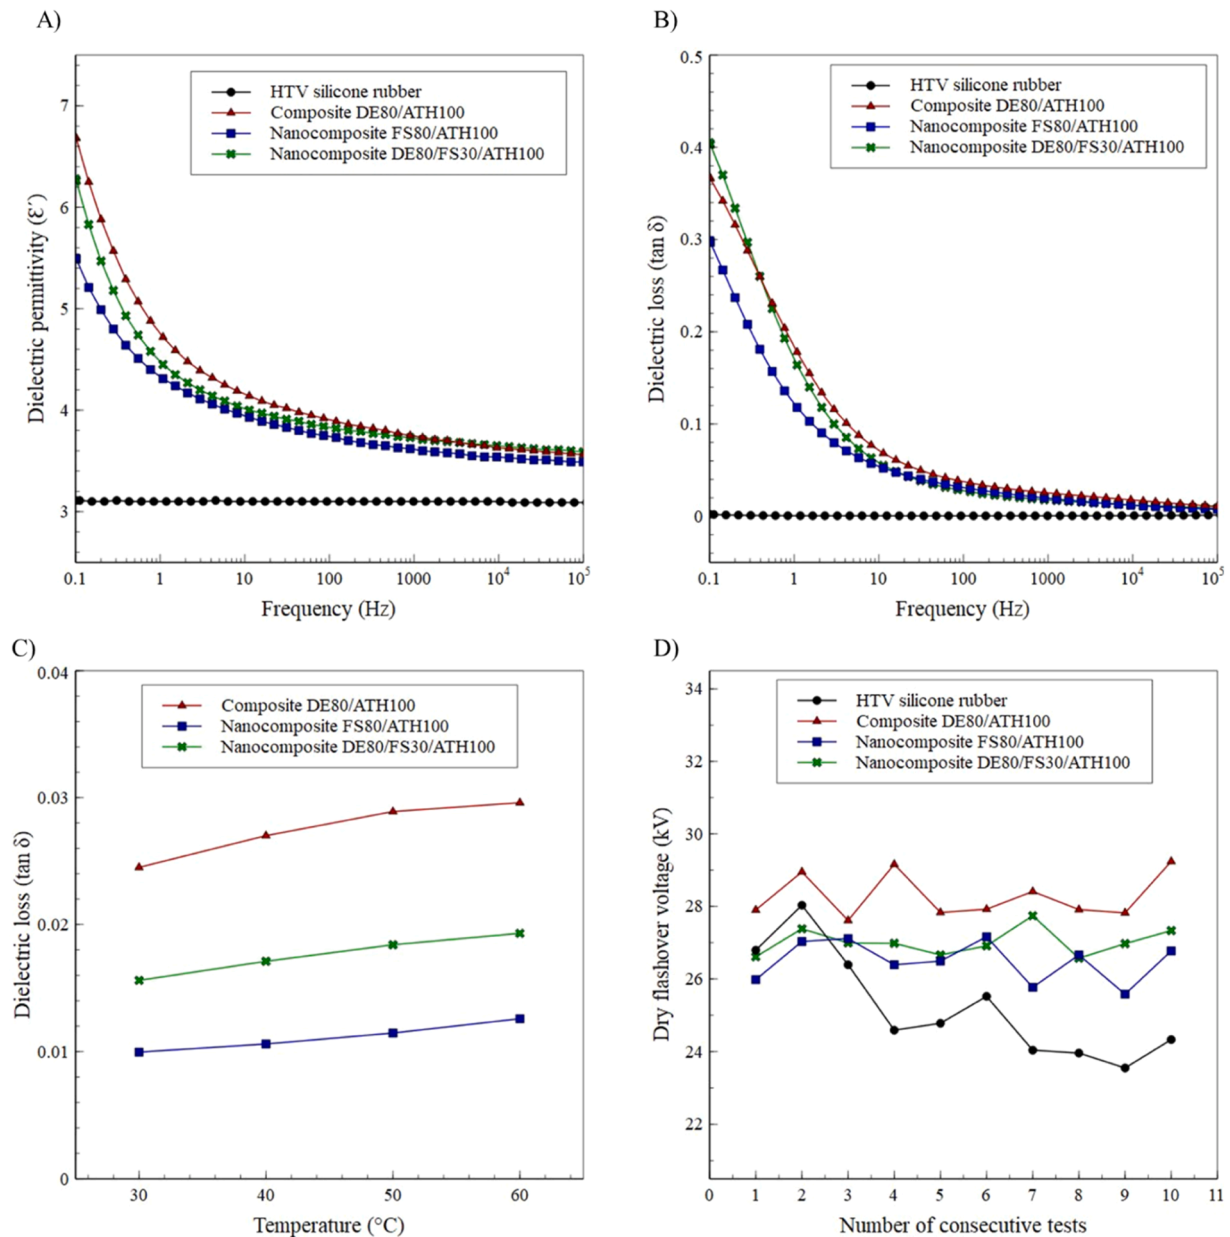 A)
HTV silicone rubber
Composite DE80/ATH100
Nanocomposite FS80/ATH100
Nanocomposite DE80/FS30/ATH100
7
6
5
4
3
Dielectric permittivity (ε´)
0.1 1 10 100 1000 10⁴ 10⁵
Frequency (Hz)
B)
HTV silicone rubber
Composite DE80/ATH100
Nanocomposite FS80/ATH100
Nanocomposite DE80/FS30/ATH100
0.5
0.4
0.3
0.2
0.1
0
Dielectric loss (tan δ)
0.1 1 10 100 1000 10⁴ 10⁵
Frequency (Hz)
C)
Composite DE80/ATH100
Nanocomposite FS80/ATH100
Nanocomposite DE80/FS30/ATH100
0.04
0.03
0.02
0.01
0
Dielectric loss (tan δ)
30 40 50 60
Temperature (°C)
D)
HTV silicone rubber
Composite DE80/ATH100
Nanocomposite FS80/ATH100
Nanocomposite DE80/FS30/ATH100
34
32
30
28
26
24
22
Dry flashover voltage (kV)
0 1 2 3 4 5 6 7 8 9 10 11
Number of consecutive tests